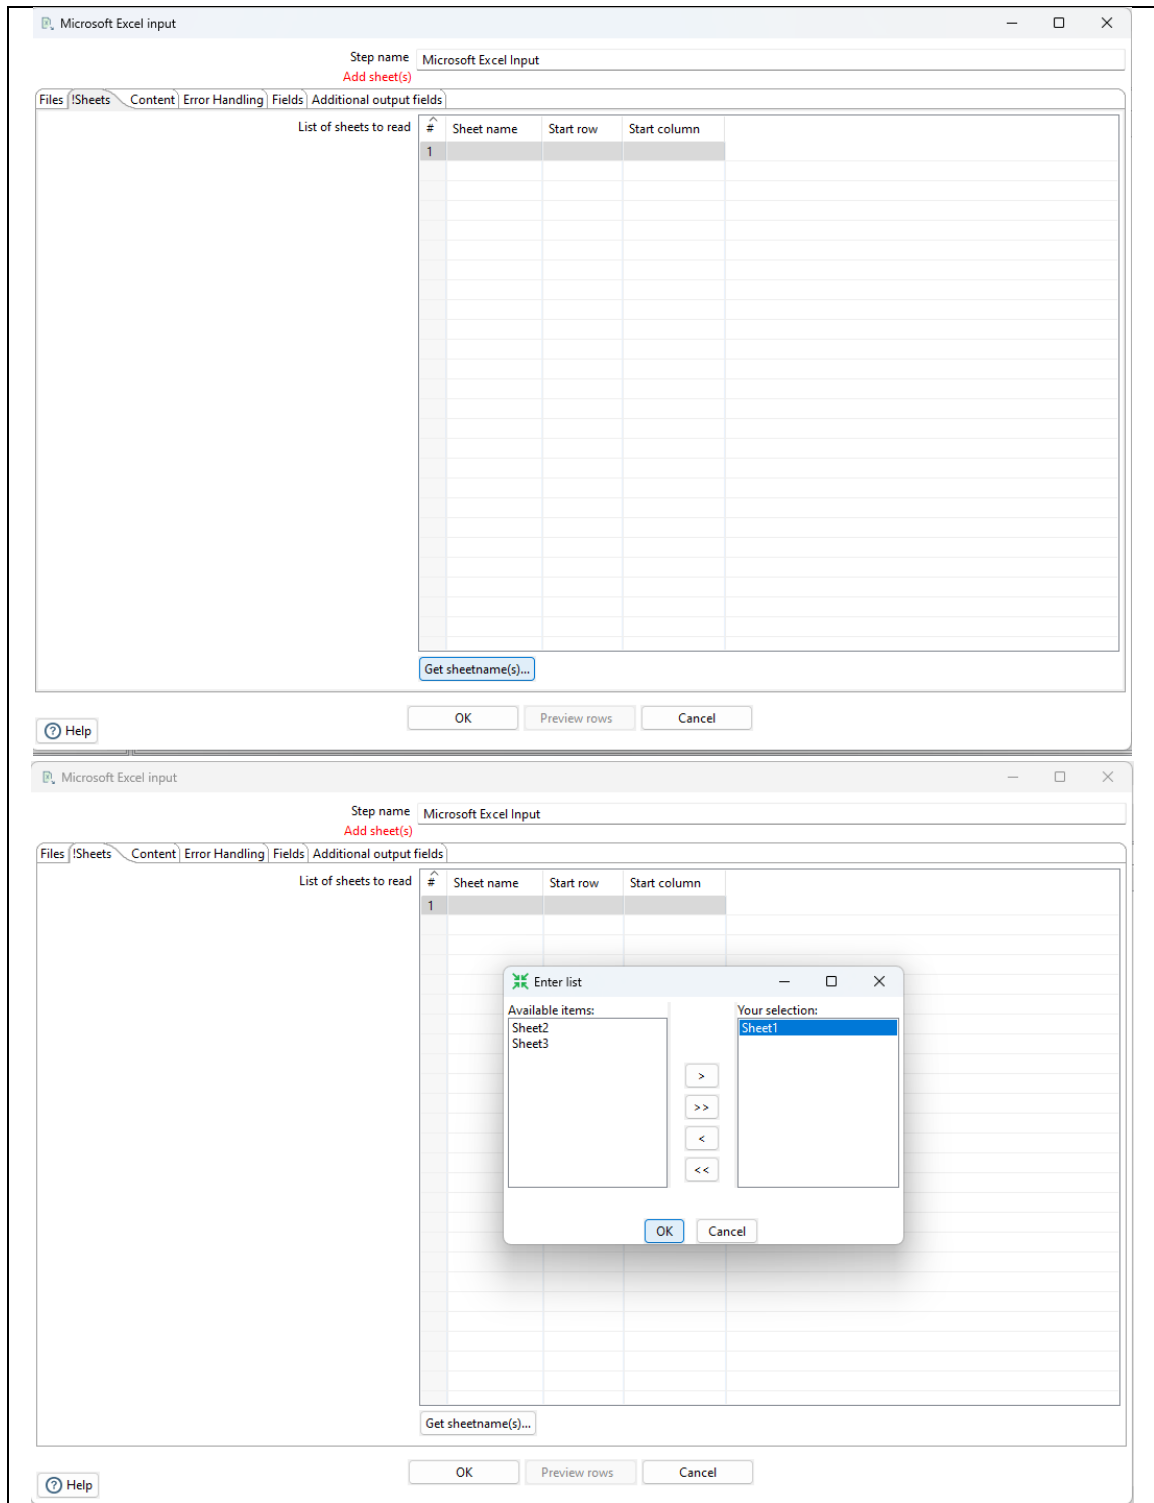 Microsoft Excel input
Step name Microsoft Excel Input
Add sheet(s)
Files !Sheets Content Error Handling Fields Additional output fields
List of sheets to read # Sheet name Start row Start column
1
Get sheetname(s)...
OK Preview rows Cancel
Help
Microsoft Excel input
Step name Microsoft Excel Input
Add sheet(s)
Files !Sheets Content Error Handling Fields Additional output fields
List of sheets to read # Sheet name Start row Start column
1
Enter list
Available items: Your selection:
Sheet2 Sheet1
Sheet3
>
>>
<
<<
OK Cancel
Get sheetname(s)...
OK Preview rows Cancel
Help